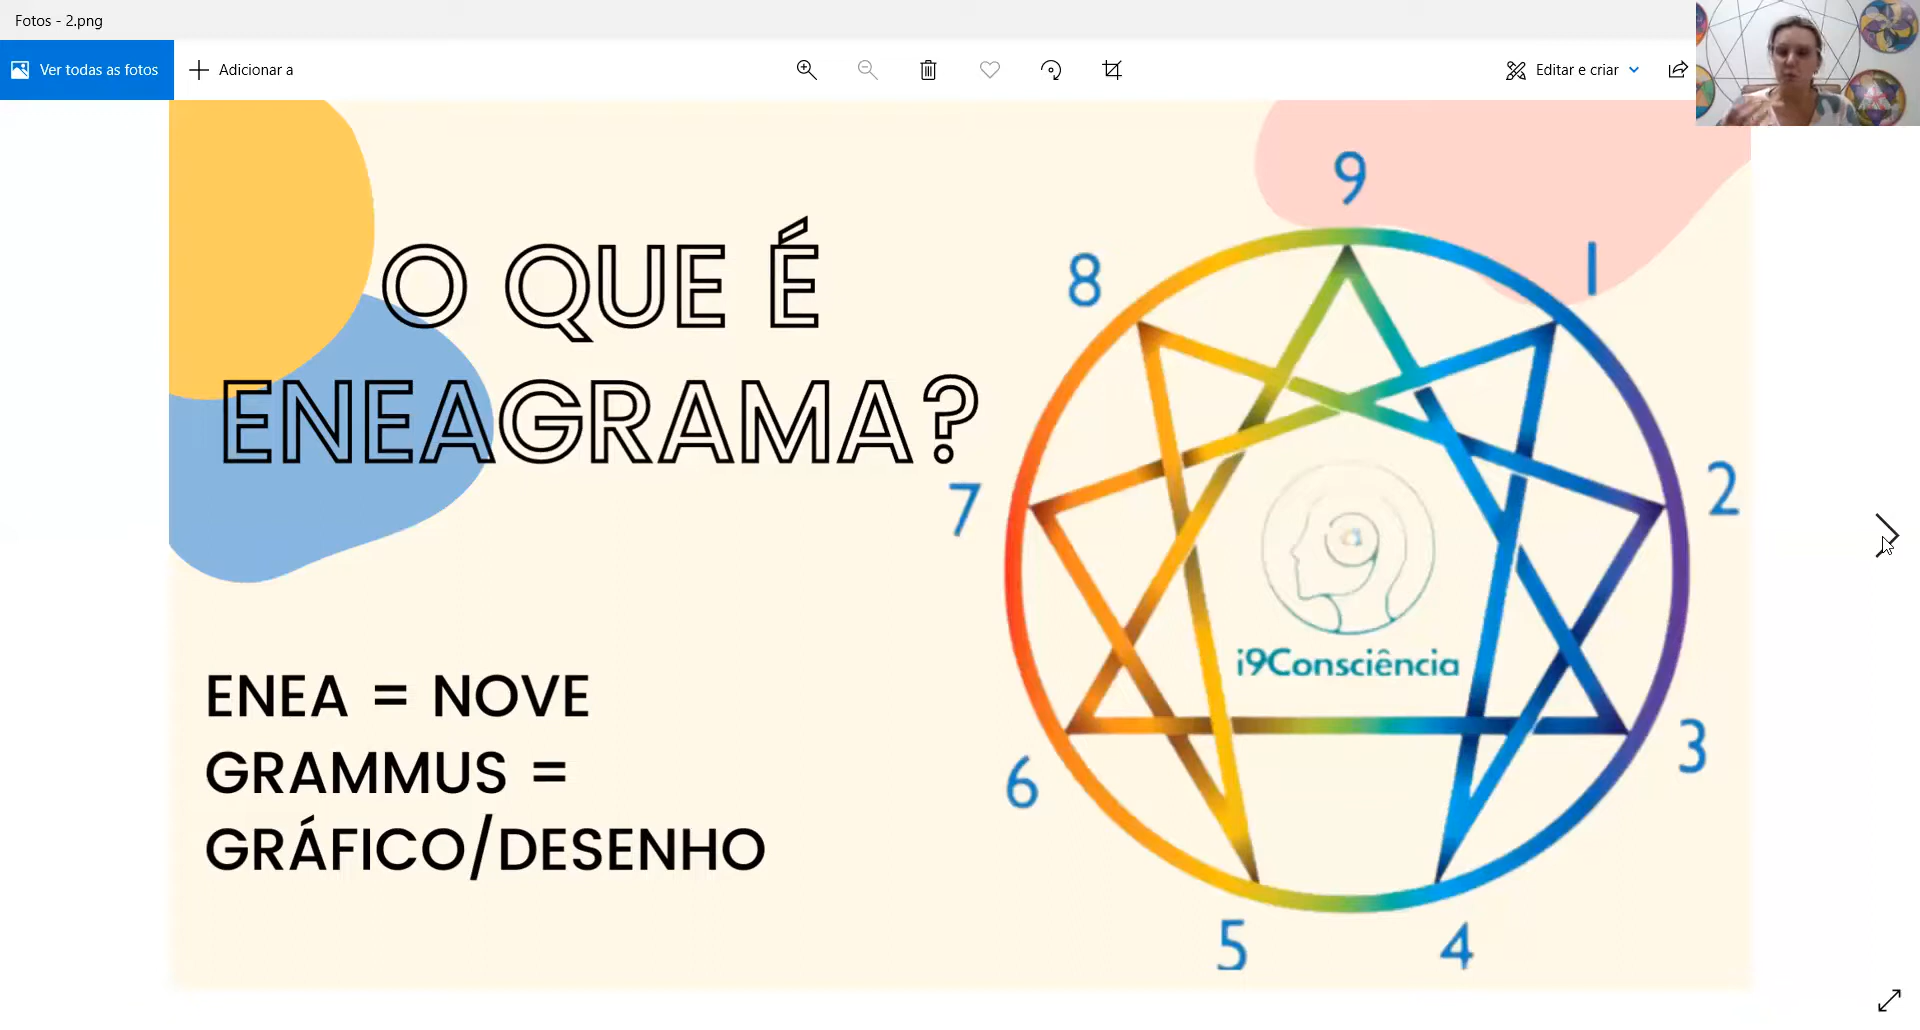 Fotos - 2.png
Ver todas as fotos
Adicionar a
Editar e criar
O QUE É
ENEAGRAMA?
ENEA = NOVE
GRAMMUS =
GRÁFICO/DESENHO
9
8
1
7
2
i9Consciência
6
3
5
4